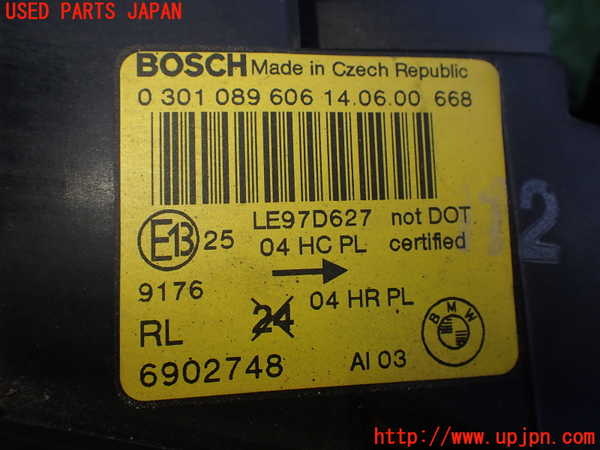 USED PARTS JAPAN
BOSCH Made in Czech Republic
0 301 089 606 14.06.00 668
E13 25 LE97D627 not DOT
04 HC PL certified
9176 04 HR PL
RL 24 BMW
6902748 AI 03
2
http://www.upjpn.com